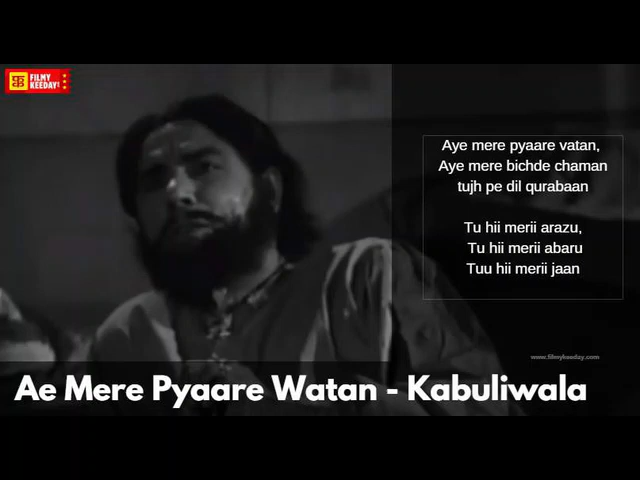 FILMY
KEEDAY
Aye mere pyaare vatan,
Aye mere bichde chaman
tujh pe dil qurabaan
Tu hii merii arazu,
Tu hii merii abaru
Tuu hii merii jaan
www.filmykeeday.com
Ae Mere Pyaare Watan - Kabuliwala